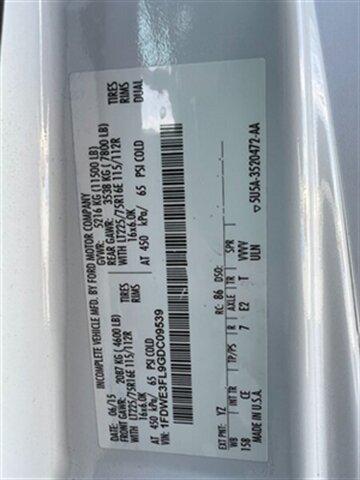 INCOMPLETE VEHICLE MFD. BY FORD MOTOR COMPANY
DATE: 06/15 GVWR: 5216 KG (11500 LB)
FRONT GAWR: 2087 KG (4600 LB) REAR GAWR: 3538 KG (7800 LB)
WITH LT225/75R16E 115/112R WITH LT225/75R16E 115/112R TIRES
16x6.0K 16x6.0K RIMS
AT 450 kPa/ 65 PSI COLD AT 450 kPa/ 65 PSI COLD DUAL
VIN: 1FDWE3FL9GDC09539
TIRES
RIMS
EXT PNT: YZ RC: 86 DSO:
WB INT TR TP/PS R AXLE TR SPR
158 CE 7 E2 T VVVV
MADE IN U.S.A. ULN
5U5A-3520472-AA